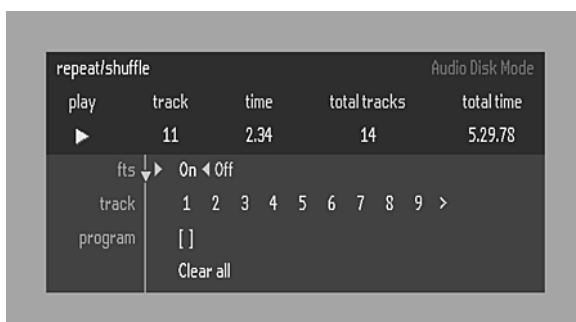 repeat/shuffle Audio Disk Mode
play track time total tracks total time
11 2.34 14 5.29.78
fts On Off
track 1 2 3 4 5 6 7 8 9 >
program [ ]
Clear all